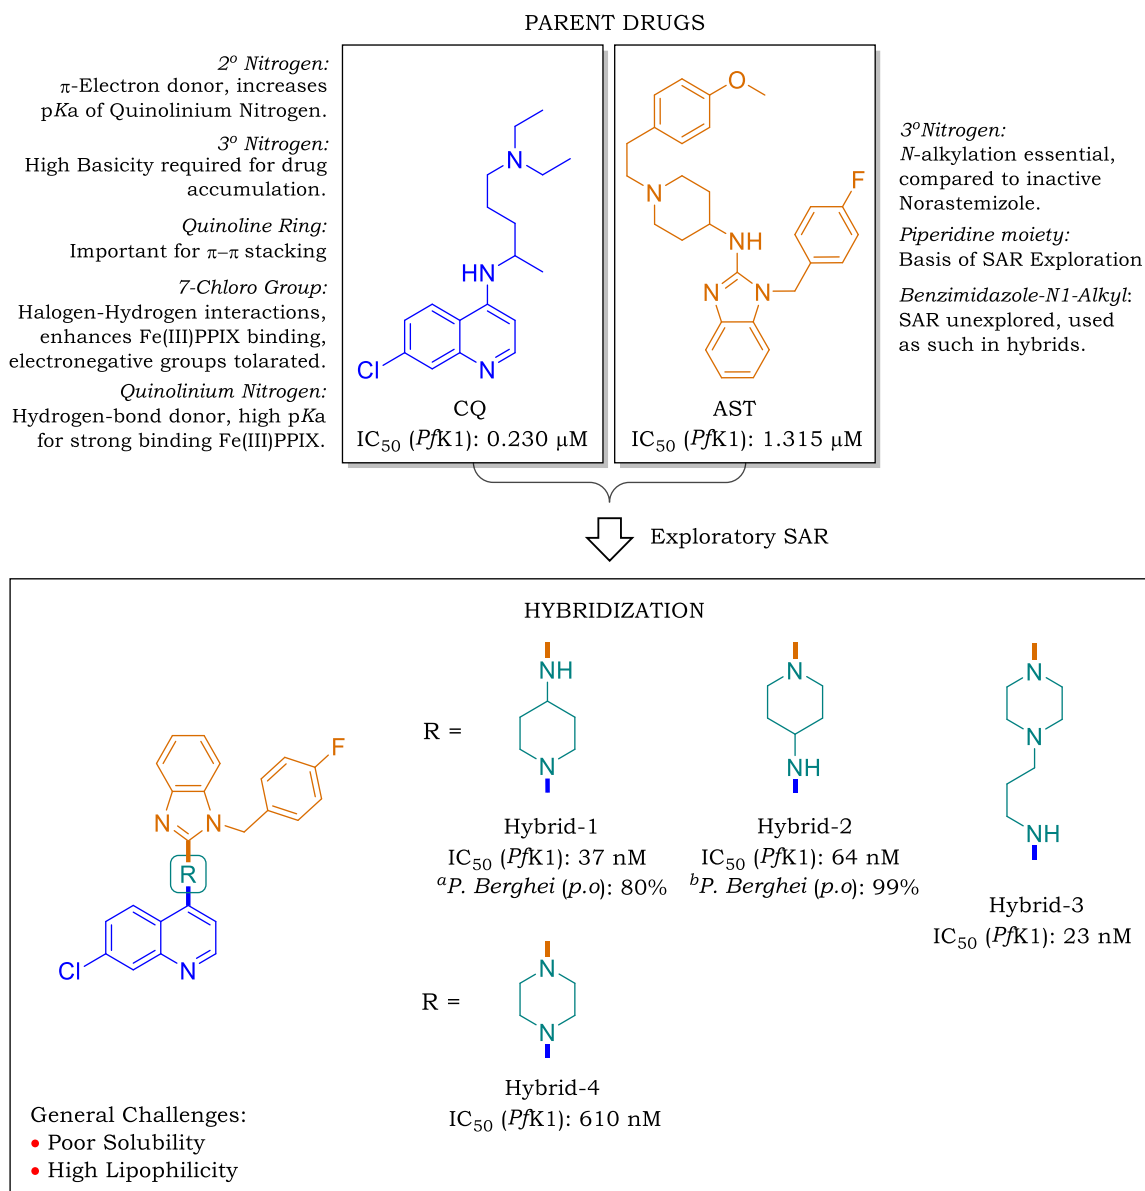 PARENT DRUGS
2º Nitrogen:
π-Electron donor, increases
pKa of Quinolinium Nitrogen.
3º Nitrogen:
High Basicity required for drug
accumulation.
Quinoline Ring:
Important for π–π stacking
7-Chloro Group:
Halogen-Hydrogen interactions,
enhances Fe(III)PPIX binding,
electronegative groups tolarated.
Quinolinium Nitrogen:
Hydrogen-bond donor, high pKa
for strong binding Fe(III)PPIX.
N
HN
Cl
N
CQ
IC50 (PfK1): 0.230 µM
O
N
F
NH
N
N
AST
IC50 (PfK1): 1.315 µM
3ºNitrogen:
N-alkylation essential,
compared to inactive
Norastemizole.
Piperidine moiety:
Basis of SAR Exploration
Benzimidazole-N1-Alkyl:
SAR unexplored, used
as such in hybrids.
Exploratory SAR
HYBRIDIZATION
F
N
N
R
Cl
N
R =
NH
N
Hybrid-1
IC50 (PfK1): 37 nM
aP. Berghei (p.o): 80%
N
NH
Hybrid-2
IC50 (PfK1): 64 nM
bP. Berghei (p.o): 99%
N
N
NH
Hybrid-3
IC50 (PfK1): 23 nM
R =
N
N
Hybrid-4
IC50 (PfK1): 610 nM
General Challenges:
• Poor Solubility
• High Lipophilicity